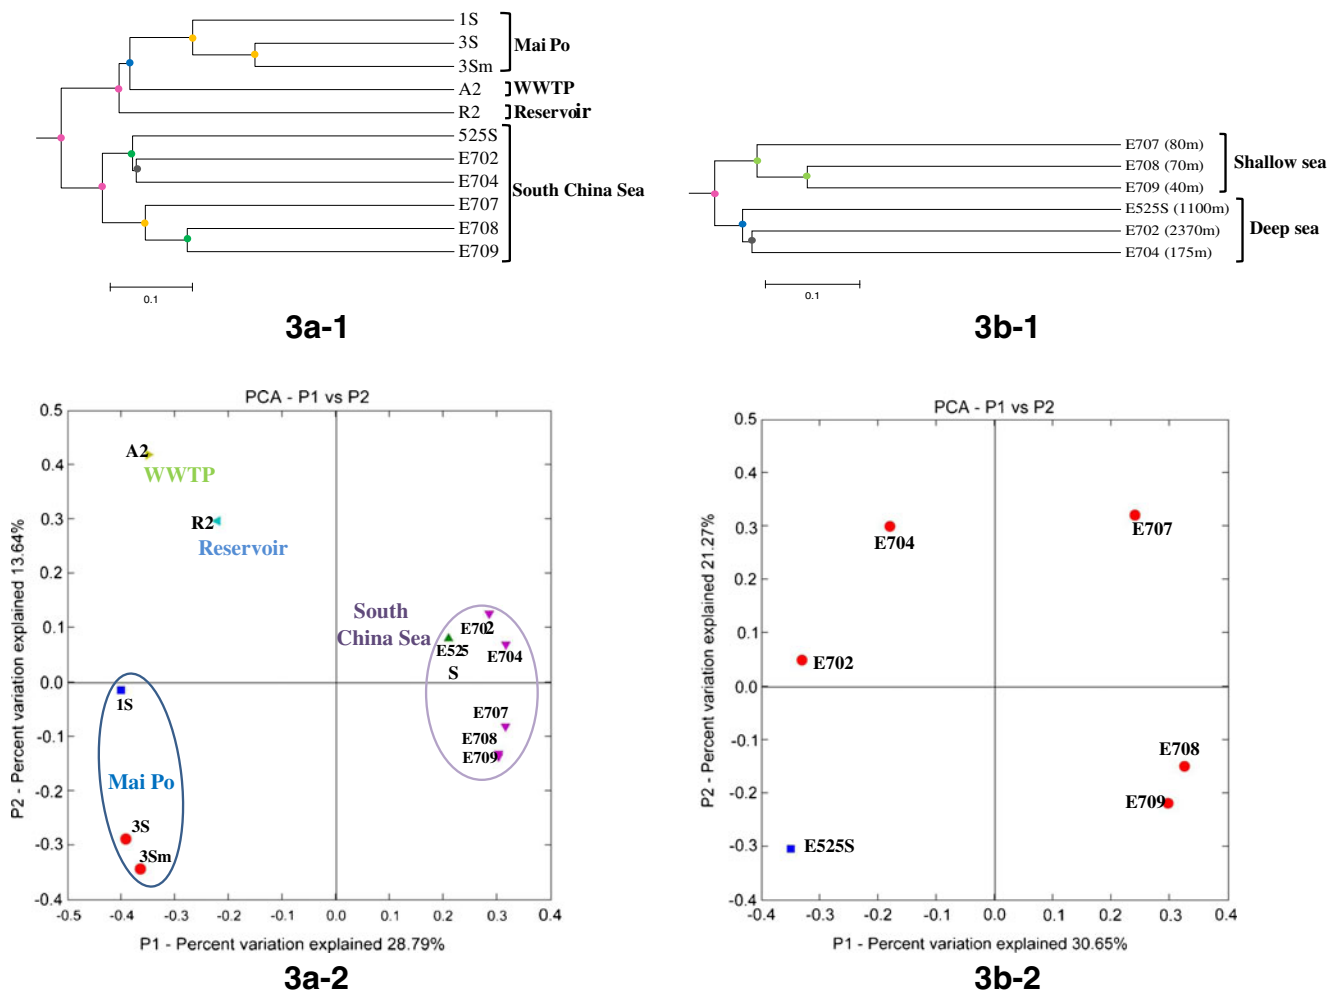 1S
3S
3Sm
Mai Po
A2
WWTP
R2
Reservoir
525S
E702
E704
E707
E708
E709
South China Sea
0.1
3a-1
E707 (80m)
E708 (70m)
E709 (40m)
Shallow sea
E525S (1100m)
E702 (2370m)
E704 (175m)
Deep sea
0.1
3b-1
PCA - P1 vs P2
0.5
0.4
0.3
0.2
0.1
0.0
-0.1
-0.2
-0.3
-0.4
P2 - Percent variation explained 13.64%
A2
WWTP
R2
Reservoir
South
China Sea
E702
E525
S
E704
E707
E708
E709
1S
Mai Po
3S
3Sm
-0.5 -0.4 -0.3 -0.2 -0.1 0.0 0.1 0.2 0.3 0.4
P1 - Percent variation explained 28.79%
3a-2
PCA - P1 vs P2
0.5
0.4
0.3
0.2
0.1
0.0
-0.1
-0.2
-0.3
-0.4
P2 - Percent variation explained 21.27%
E704
E707
E702
E708
E709
E525S
-0.4 -0.3 -0.2 -0.1 0.0 0.1 0.2 0.3 0.4
P1 - Percent variation explained 30.65%
3b-2